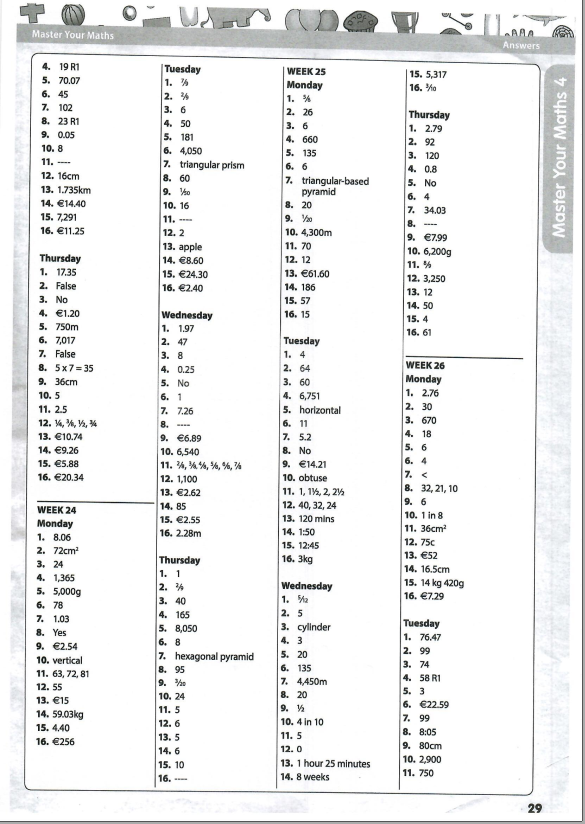 Master Your Maths
Answers
4. 19 R1
5. 70.07
6. 45
7. 102
8. 23 R1
9. 0.05
10. 8
11. ----
12. 16cm
13. 1.735km
14. €14.40
15. 7,291
16. €11.25
Thursday
1. 17.35
2. False
3. No
4. €1.20
5. 750m
6. 7,017
7. False
8. 5 x 7 = 35
9. 36cm
10. 5
11. 2.5
12. ¼, ⅜, ½, ¾
13. €10.74
14. €9.26
15. €5.88
16. €20.34
WEEK 24
Monday
1. 8.06
2. 72cm²
3. 24
4. 1,365
5. 5,000g
6. 78
7. 1.03
8. Yes
9. €2.54
10. vertical
11. 63, 72, 81
12. 55
13. €15
14. 59.03kg
15. 4.40
16. €256
Tuesday
1.
2.
3. 6
4. 50
5. 181
6. 4,050
7. triangular prism
8. 60
9. 1/50
10. 16
11. ----
12. 2
13. apple
14. €8.60
15. €24.30
16. €2.40
Wednesday
1. 1.97
2. 47
3. 8
4. 0.25
5. No
6. 1
7. 7.26
8. ----
9. €6.89
10. 6,540
11.
12. 1,100
13. €2.62
14. 85
15. €2.55
16. 2.28m
Thursday
1. 1
2.
3. 40
4. 165
5. 8,050
6. 8
7. hexagonal pyramid
8. 95
9. 3/20
10. 24
11. 5
12. 6
13. 5
14. 6
15. 10
16. ----
WEEK 25
Monday
1.
2. 26
3. 6
4. 660
5. 135
6. 6
7. triangular-based
pyramid
8. 20
9. 1/20
10. 4,300m
11. 70
12. 12
13. €61.60
14. 186
15. 57
16. 15
Tuesday
1. 4
2. 64
3. 60
4. 6,751
5. horizontal
6. 11
7. 5.2
8. No
9. €14.21
10. obtuse
11. 1, 1½, 2, 2½
12. 40, 32, 24
13. 120 mins
14. 1:50
15. 12:45
16. 3kg
Wednesday
1. 5/12
2. 5
3. cylinder
4. 3
5. 20
6. 135
7. 4,450m
8. 20
9. ½
10. 4 in 10
11. 5
12. 0
13. 1 hour 25 minutes
14. 8 weeks
15. 5,317
16. 3/10
Thursday
1. 2.79
2. 92
3. 120
4. 0.8
5. No
6. 4
7. 34.03
8. ----
9. €7.99
10. 6,200g
11.
12. 3,250
13. 12
14. 50
15. 4
16. 61
WEEK 26
Monday
1. 2.76
2. 30
3. 670
4. 18
5. 6
6. 4
7. <
8. 32, 21, 10
9. 6
10. 1 in 8
11. 36cm²
12. 75c
13. €52
14. 16.5cm
15. 14 kg 420g
16. €7.29
Tuesday
1. 76.47
2. 99
3. 74
4. 58 R1
5. 3
6. €22.59
7. 99
8. 8:05
9. 80cm
10. 2,900
11. 750
Master Your Maths 4
29